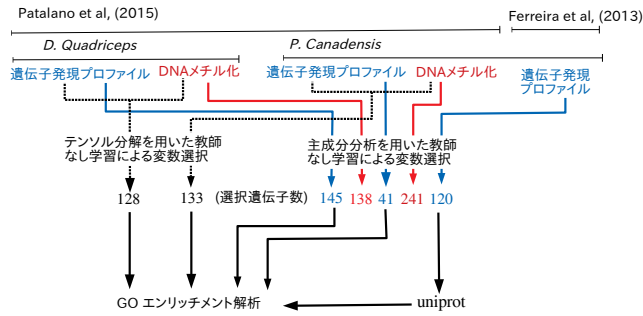 Patalano et al, (2015)
Ferreira et al, (2013)
D. Quadriceps
P. Canadensis
遺伝子発現プロファイル
DNAメチル化
遺伝子発現プロファイル
DNAメチル化
遺伝子発現
プロファイル
テンソル分解を用いた教師
なし学習による変数選択
主成分分析を用いた教師
なし学習による変数選択
128
133
(選択遺伝子数)
145
138
41
241
120
GO エンリッチメント解析
uniprot